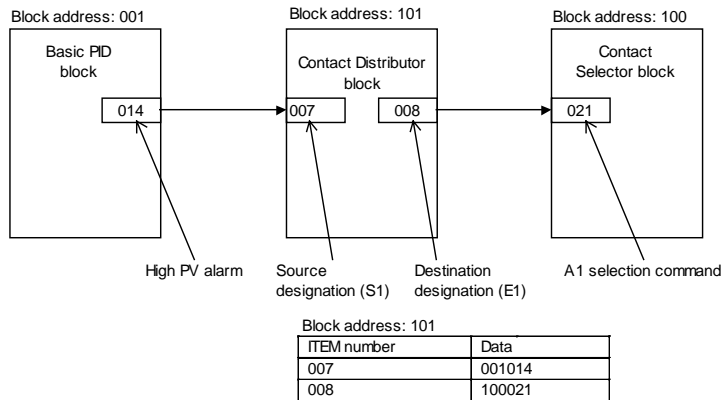 Block address: 001
Block address: 101
Block address: 100
Basic PID
block
Contact Distributor
block
Contact
Selector block
014
007
008
021
High PV alarm
Source
designation (S1)
Destination
designation (E1)
A1 selection command
Block address: 101
ITEM number Data
007 001014
008 100021